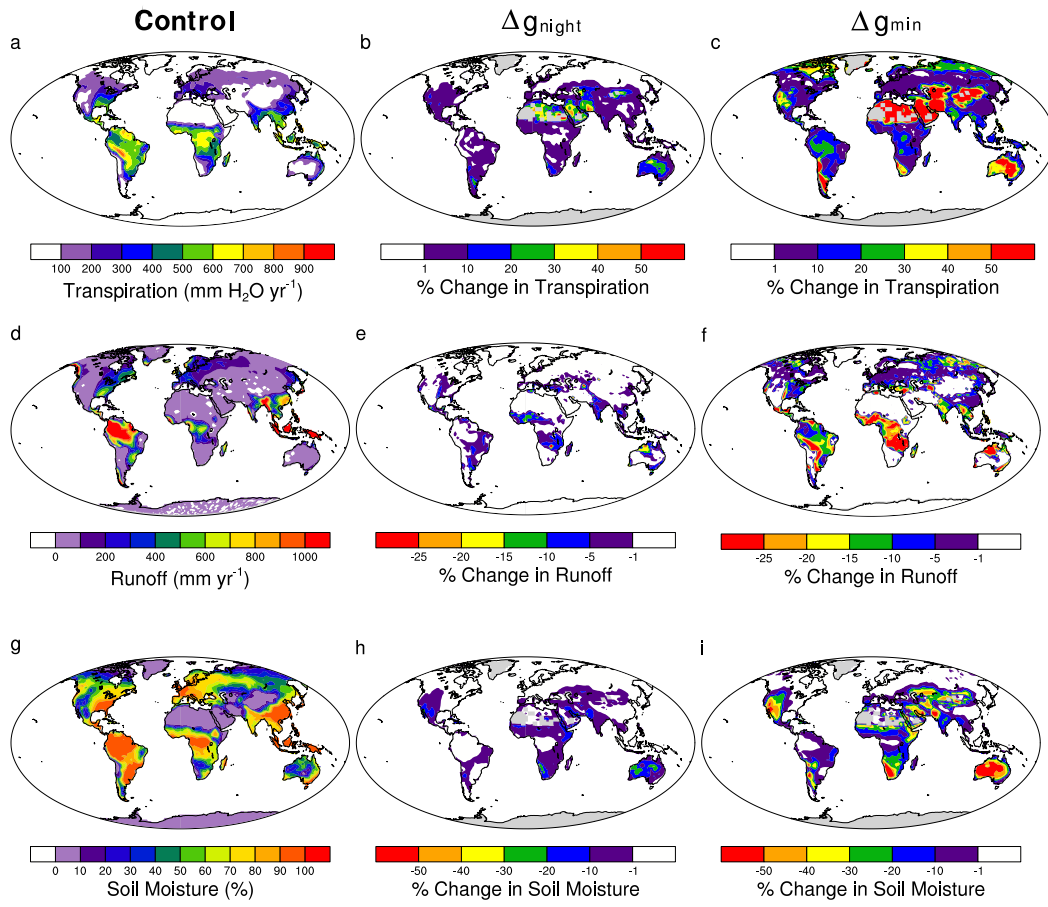 Control
Δgnight
Δgmin
a
b
c
100 200 300 400 500 600 700 800 900
Transpiration (mm H₂O yr⁻¹)
1 10 20 30 40 50
% Change in Transpiration
1 10 20 30 40 50
% Change in Transpiration
d
e
f
0 200 400 600 800 1000
Runoff (mm yr⁻¹)
-25 -20 -15 -10 -5 -1
% Change in Runoff
-25 -20 -15 -10 -5 -1
% Change in Runoff
g
h
i
0 10 20 30 40 50 60 70 80 90 100
Soil Moisture (%)
-50 -40 -30 -20 -10 -1
% Change in Soil Moisture
-50 -40 -30 -20 -10 -1
% Change in Soil Moisture